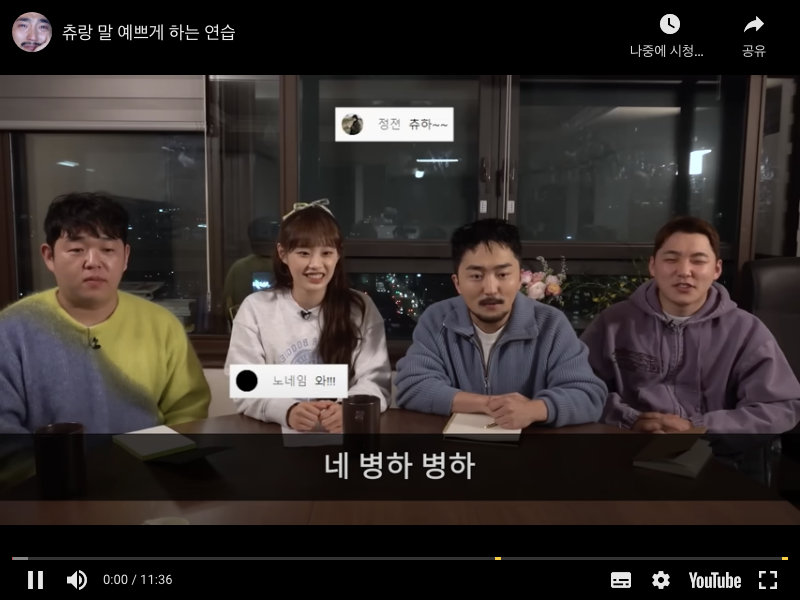 츄랑 말 예쁘게 하는 연습
나중에 시청...
공유
정젼 츄하~~
노네임 와!!!
네 병하 병하
0:00 / 11:36
YouTube